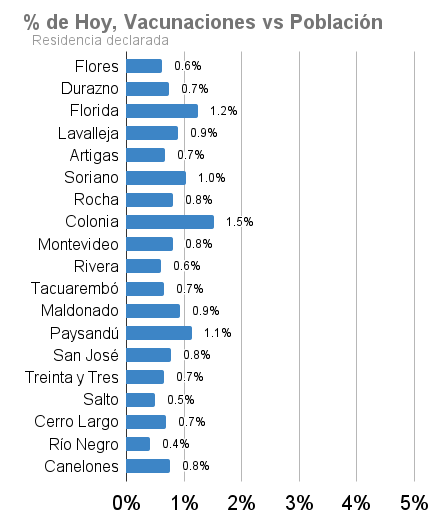 % de Hoy, Vacunaciones vs Población
Residencia declarada
Flores 0.6%
Durazno 0.7%
Florida 1.2%
Lavalleja 0.9%
Artigas 0.7%
Soriano 1.0%
Rocha 0.8%
Colonia 1.5%
Montevideo 0.8%
Rivera 0.6%
Tacuarembó 0.7%
Maldonado 0.9%
Paysandú 1.1%
San José 0.8%
Treinta y Tres 0.7%
Salto 0.5%
Cerro Largo 0.7%
Río Negro 0.4%
Canelones 0.8%
0% 1% 2% 3% 4% 5%